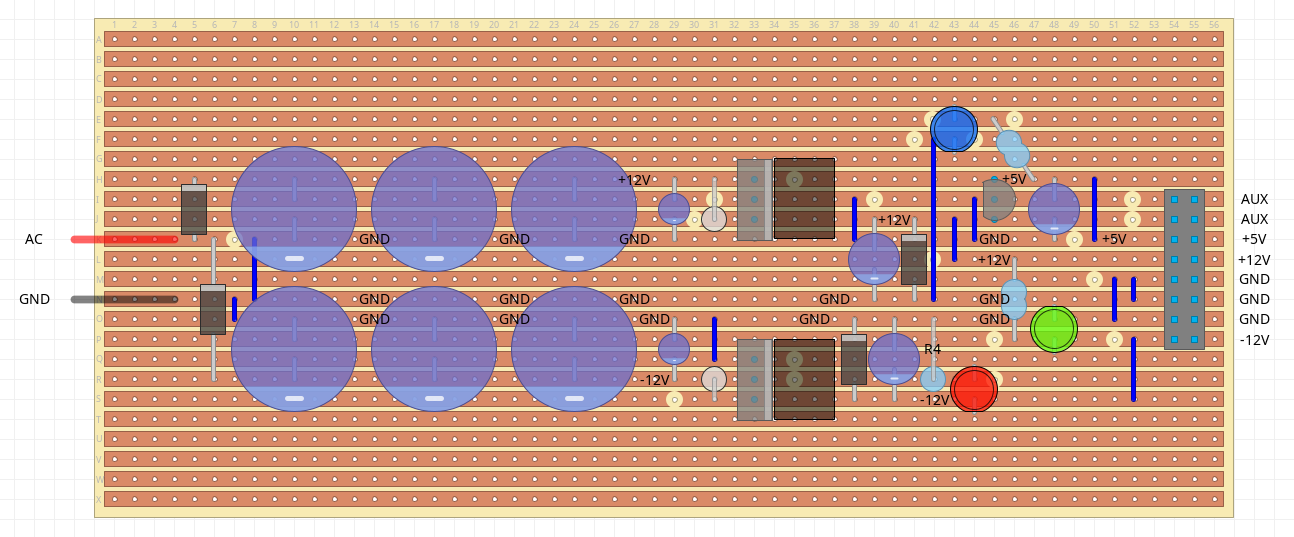 1 2 3 4 5 6 7 8 9 10 11 12 13 14 15 16 17 18 19 20 21 22 23 24 25 26 27 28 29 30 31 32 33 34 35 36 37 38 39 40 41 42 43 44 45 46 47 48 49 50 51 52 53 54 55 56
A
B
C
D
E
F
G
H +12V +5V
I AUX
J +12V AUX
AC GND GND GND GND +5V +5V
L +12V +12V
M GND
GND GND GND GND GND GND GND
O GND GND GND GND GND GND
P -12V
Q R4
R -12V
S -12V
T
U
V
W
X